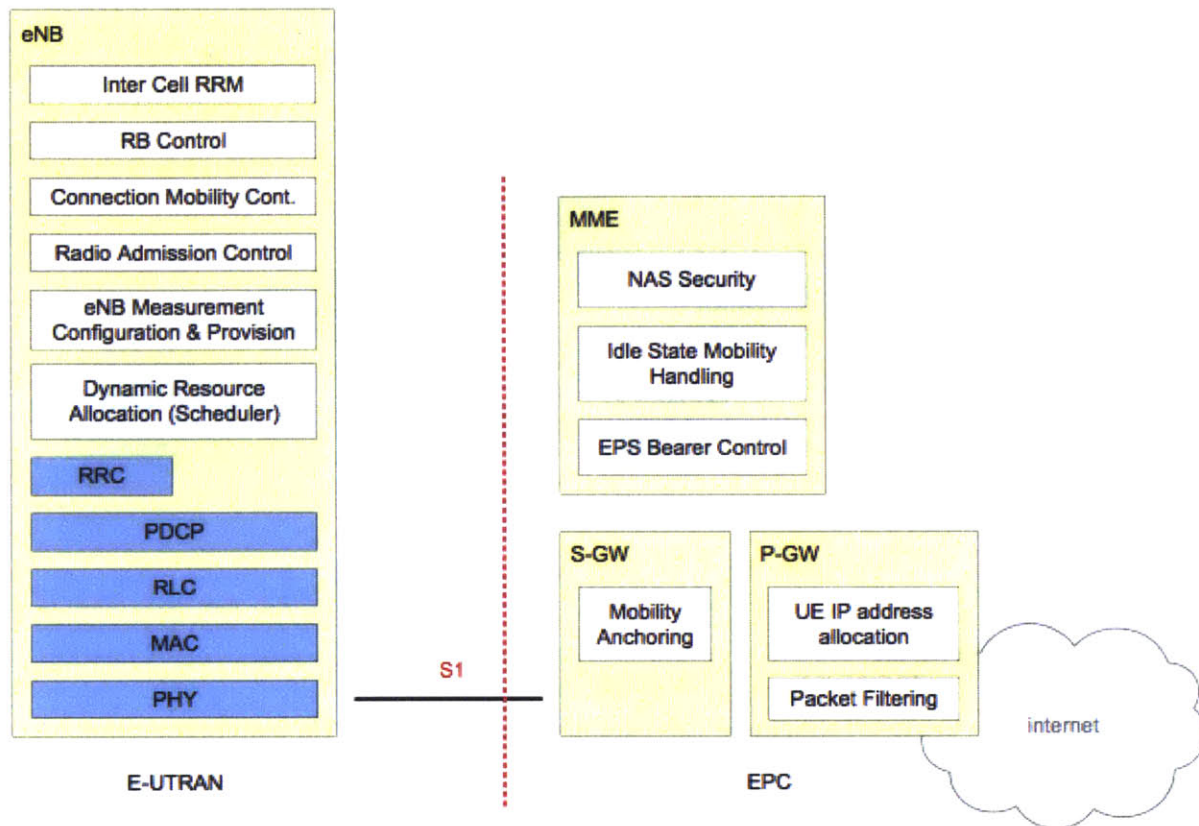 eNB
Inter Cell RRM
RB Control
Connection Mobility Cont.
Radio Admission Control
eNB Measurement
Configuration & Provision
Dynamic Resource
Allocation (Scheduler)
RRC
PDCP
RLC
MAC
PHY
E-UTRAN
S1
MME
NAS Security
Idle State Mobility
Handling
EPS Bearer Control
S-GW
Mobility
Anchoring
P-GW
UE IP address
allocation
Packet Filtering
internet
EPC